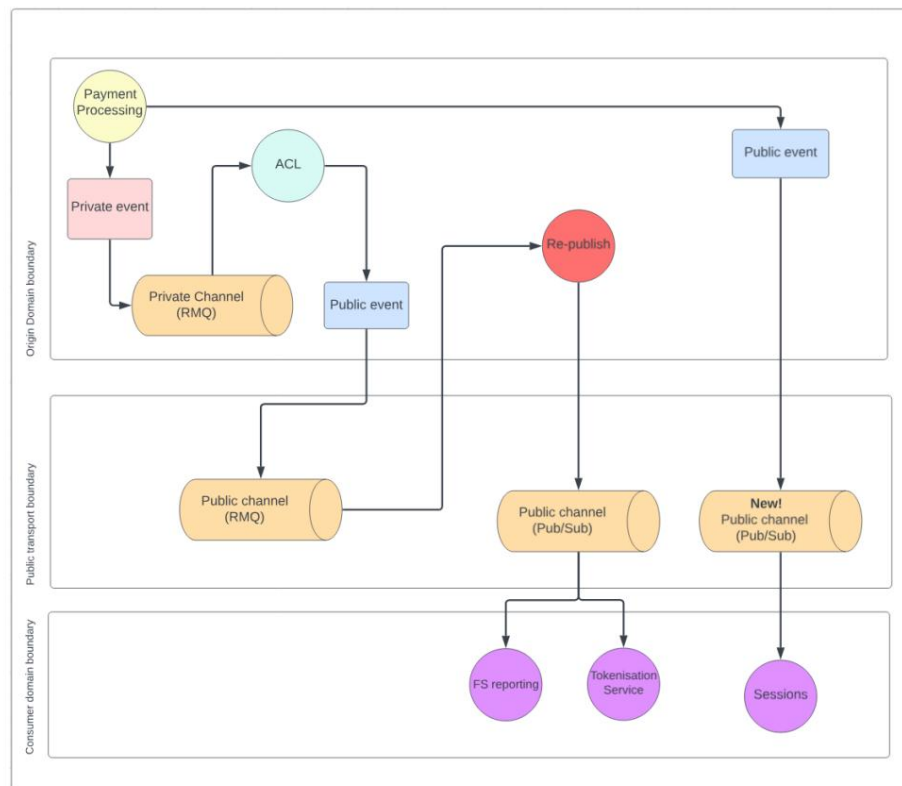 Payment
Processing
ACL
Public event
Private event
Re-publish
Private Channel
(RMQ)
Public event
Origin Domain boundary
Public channel
(RMQ)
Public channel
(Pub/Sub)
New!
Public channel
(Pub/Sub)
Public transport boundary
FS reporting
Tokenisation
Service
Sessions
Consumer domain boundary